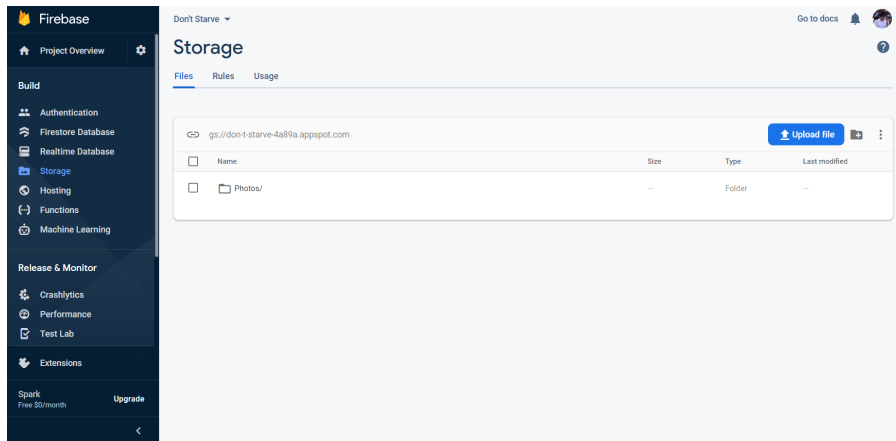 Firebase
Project Overview
Build
Authentication
Firestore Database
Realtime Database
Storage
Hosting
Functions
Machine Learning
Release & Monitor
Crashlytics
Performance
Test Lab
Extensions
Spark
Free $0/month
Upgrade
Don't Starve
Go to docs
Storage
Files Rules Usage
gs://don-t-starve-4a89a.appspot.com
Upload file
Name Size Type Last modified
Photos/ — Folder —